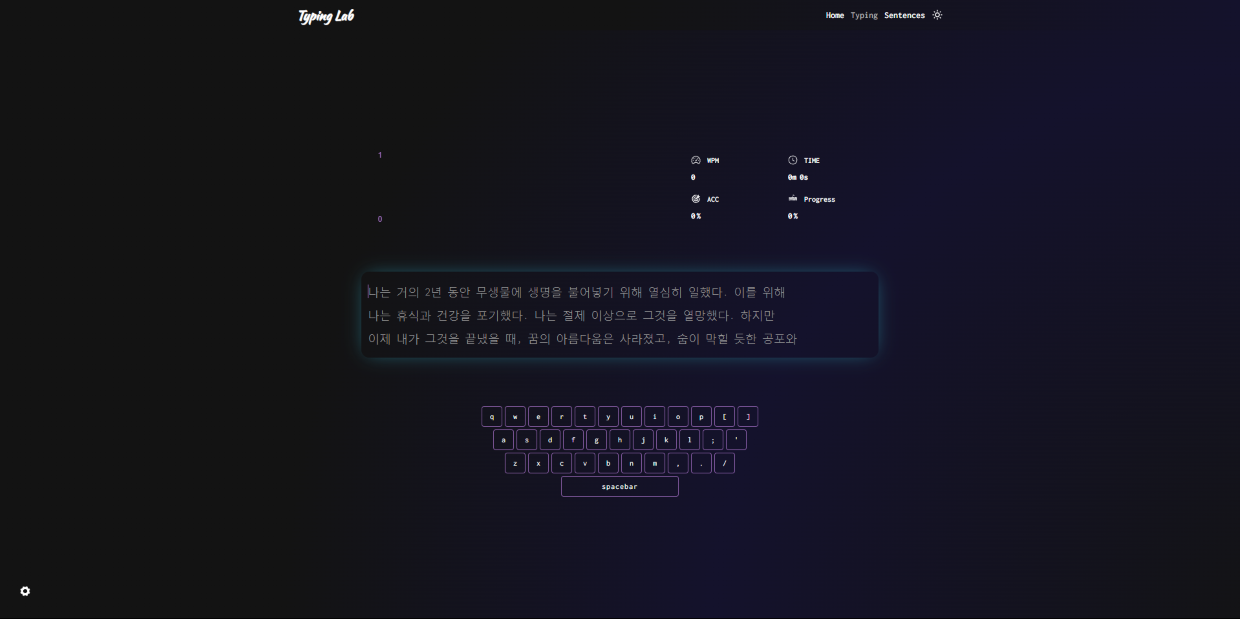 Typing Lab
Home Typing Sentences
1
WPM
TIME
0
0m 0s
0
ACC
Progress
0%
0%
나는 거의 2년 동안 무생물에 생명을 불어넣기 위해 열심히 일했다. 이를 위해
나는 휴식과 건강을 포기했다. 나는 절제 이상으로 그것을 열망했다. 하지만
이제 내가 그것을 끝냈을 때, 꿈의 아름다움은 사라졌고, 숨이 막힐 듯한 공포와
q w e r t y u i o p [ ]
a s d f g h j k l ; '
z x c v b n m , . /
spacebar